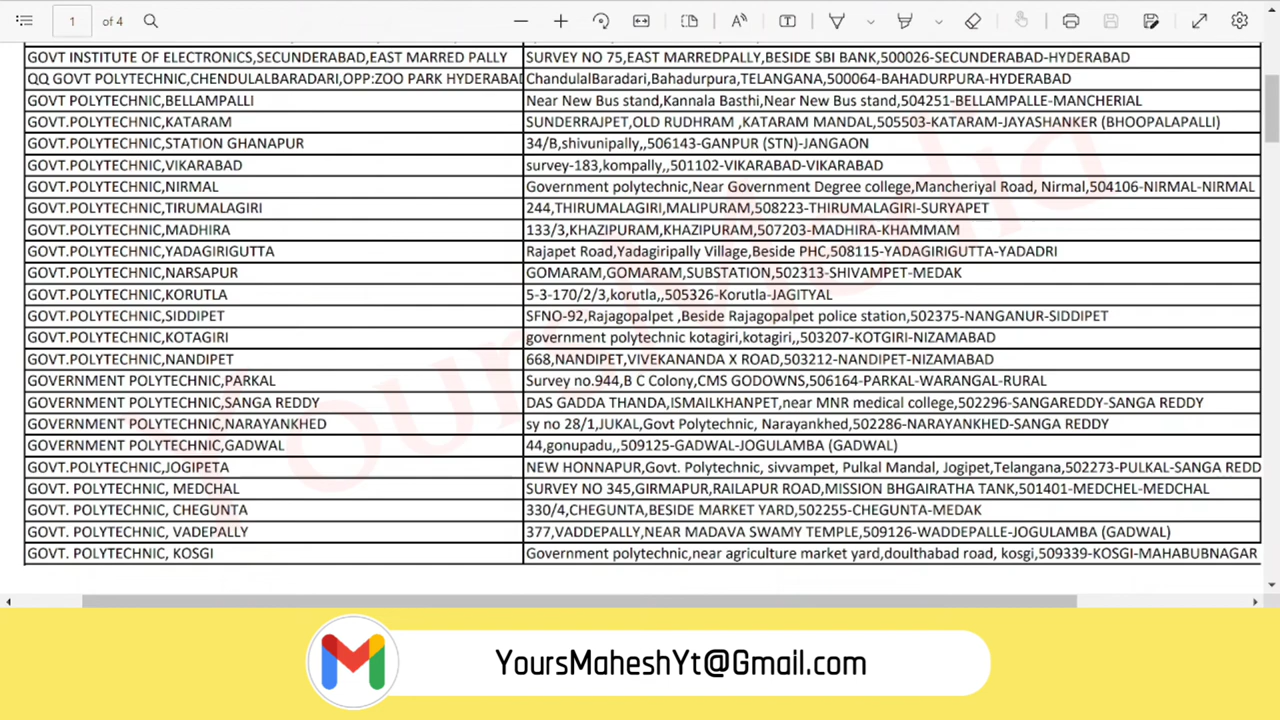 1 of 4
GOVT INSTITUTE OF ELECTRONICS,SECUNDERABAD,EAST MARRED PALLY SURVEY NO 75,EAST MARREDPALLY,BESIDE SBI BANK,500026-SECUNDERABAD-HYDERABAD
QQ GOVT POLYTECHNIC,CHENDULALBARADARI,OPP:ZOO PARK HYDERABAD ChandulalBaradari,Bahadurpura,TELANGANA,500064-BAHADURPURA-HYDERABAD
GOVT POLYTECHNIC,BELLAMPALLI Near New Bus stand,Kannala Basthi,Near New Bus stand,504251-BELLAMPALLE-MANCHERIAL
GOVT.POLYTECHNIC,KATARAM SUNDERRAJPET,OLD RUDHRAM ,KATARAM MANDAL,505503-KATARAM-JAYASHANKER (BHOOPALAPALLI)
GOVT.POLYTECHNIC,STATION GHANAPUR 34/B,shivunipally,,506143-GANPUR (STN)-JANGAON
GOVT.POLYTECHNIC,VIKARABAD survey-183,kompally,,501102-VIKARABAD-VIKARABAD
GOVT.POLYTECHNIC,NIRMAL Government polytechnic,Near Government Degree college,Mancheriyal Road, Nirmal,504106-NIRMAL-NIRMAL
GOVT.POLYTECHNIC,TIRUMALAGIRI 244,THIRUMALAGIRI,MALIPURAM,508223-THIRUMALAGIRI-SURYAPET
GOVT.POLYTECHNIC,MADHIRA 133/3,KHAZIPURAM,KHAZIPURAM,507203-MADHIRA-KHAMMAM
GOVT.POLYTECHNIC,YADAGIRIGUTTA Rajapet Road,Yadagiripally Village,Beside PHC,508115-YADAGIRIGUTTA-YADADRI
GOVT.POLYTECHNIC,NARSAPUR GOMARAM,GOMARAM,SUBSTATION,502313-SHIVAMPET-MEDAK
GOVT.POLYTECHNIC,KORUTLA 5-3-170/2/3,korutla,,505326-Korutla-JAGITYAL
GOVT.POLYTECHNIC,SIDDIPET SFNO-92,Rajagopalpet ,Beside Rajagopalpet police station,502375-NANGANUR-SIDDIPET
GOVT.POLYTECHNIC,KOTAGIRI government polytechnic kotagiri,kotagiri,,503207-KOTGIRI-NIZAMABAD
GOVT.POLYTECHNIC,NANDIPET 668,NANDIPET,VIVEKANANDA X ROAD,503212-NANDIPET-NIZAMABAD
GOVERNMENT POLYTECHNIC,PARKAL Survey no.944,B C Colony,CMS GODOWNS,506164-PARKAL-WARANGAL-RURAL
GOVERNMENT POLYTECHNIC,SANGA REDDY DAS GADDA THANDA,ISMAILKHANPET,near MNR medical college,502296-SANGAREDDY-SANGA REDDY
GOVERNMENT POLYTECHNIC,NARAYANKHED sy no 28/1,JUKAL,Govt Polytechnic, Narayankhed,502286-NARAYANKHED-SANGA REDDY
GOVERNMENT POLYTECHNIC,GADWAL 44,gonupadu,,509125-GADWAL-JOGULAMBA (GADWAL)
GOVT.POLYTECHNIC,JOGIPETA NEW HONNAPUR,Govt. Polytechnic, sivvampet, Pulkal Mandal, Jogipet,Telangana,502273-PULKAL-SANGA REDD
GOVT. POLYTECHNIC, MEDCHAL SURVEY NO 345,GIRMAPUR,RAILAPUR ROAD,MISSION BHGAIRATHA TANK,501401-MEDCHEL-MEDCHAL
GOVT. POLYTECHNIC, CHEGUNTA 330/4,CHEGUNTA,BESIDE MARKET YARD,502255-CHEGUNTA-MEDAK
GOVT. POLYTECHNIC, VADEPALLY 377,VADDEPALLY,NEAR MADAVA SWAMY TEMPLE,509126-WADDEPALLE-JOGULAMBA (GADWAL)
GOVT. POLYTECHNIC, KOSGI Government polytechnic,near agriculture market yard,doulthabad road, kosgi,509339-KOSGI-MAHABUBNAGAR
YoursMaheshYt@Gmail.com